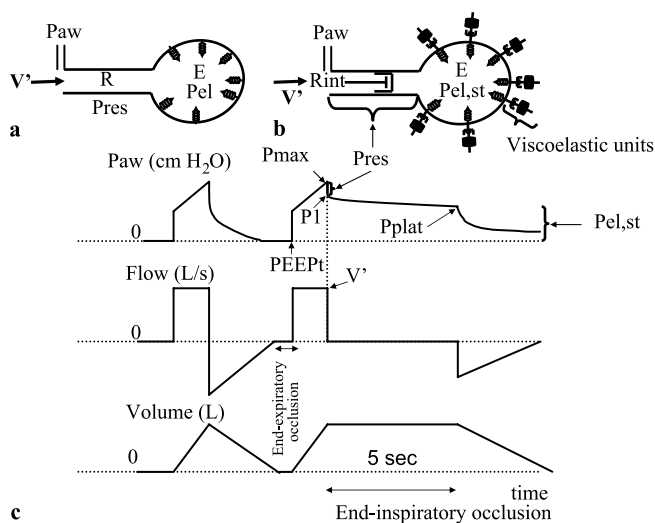 Paw
V'
R
Pres
E
Pel
a
Paw
V'
Rint
E
Pel,st
b
Pres
Viscoelastic units
Paw (cm H₂O)
Pmax
P1
Pplat
Pel,st
0
PEEPt
Flow (L/s)
V'
0
End-expiratory
occlusion
Volume (L)
0
5 sec
time
End-inspiratory occlusion
c